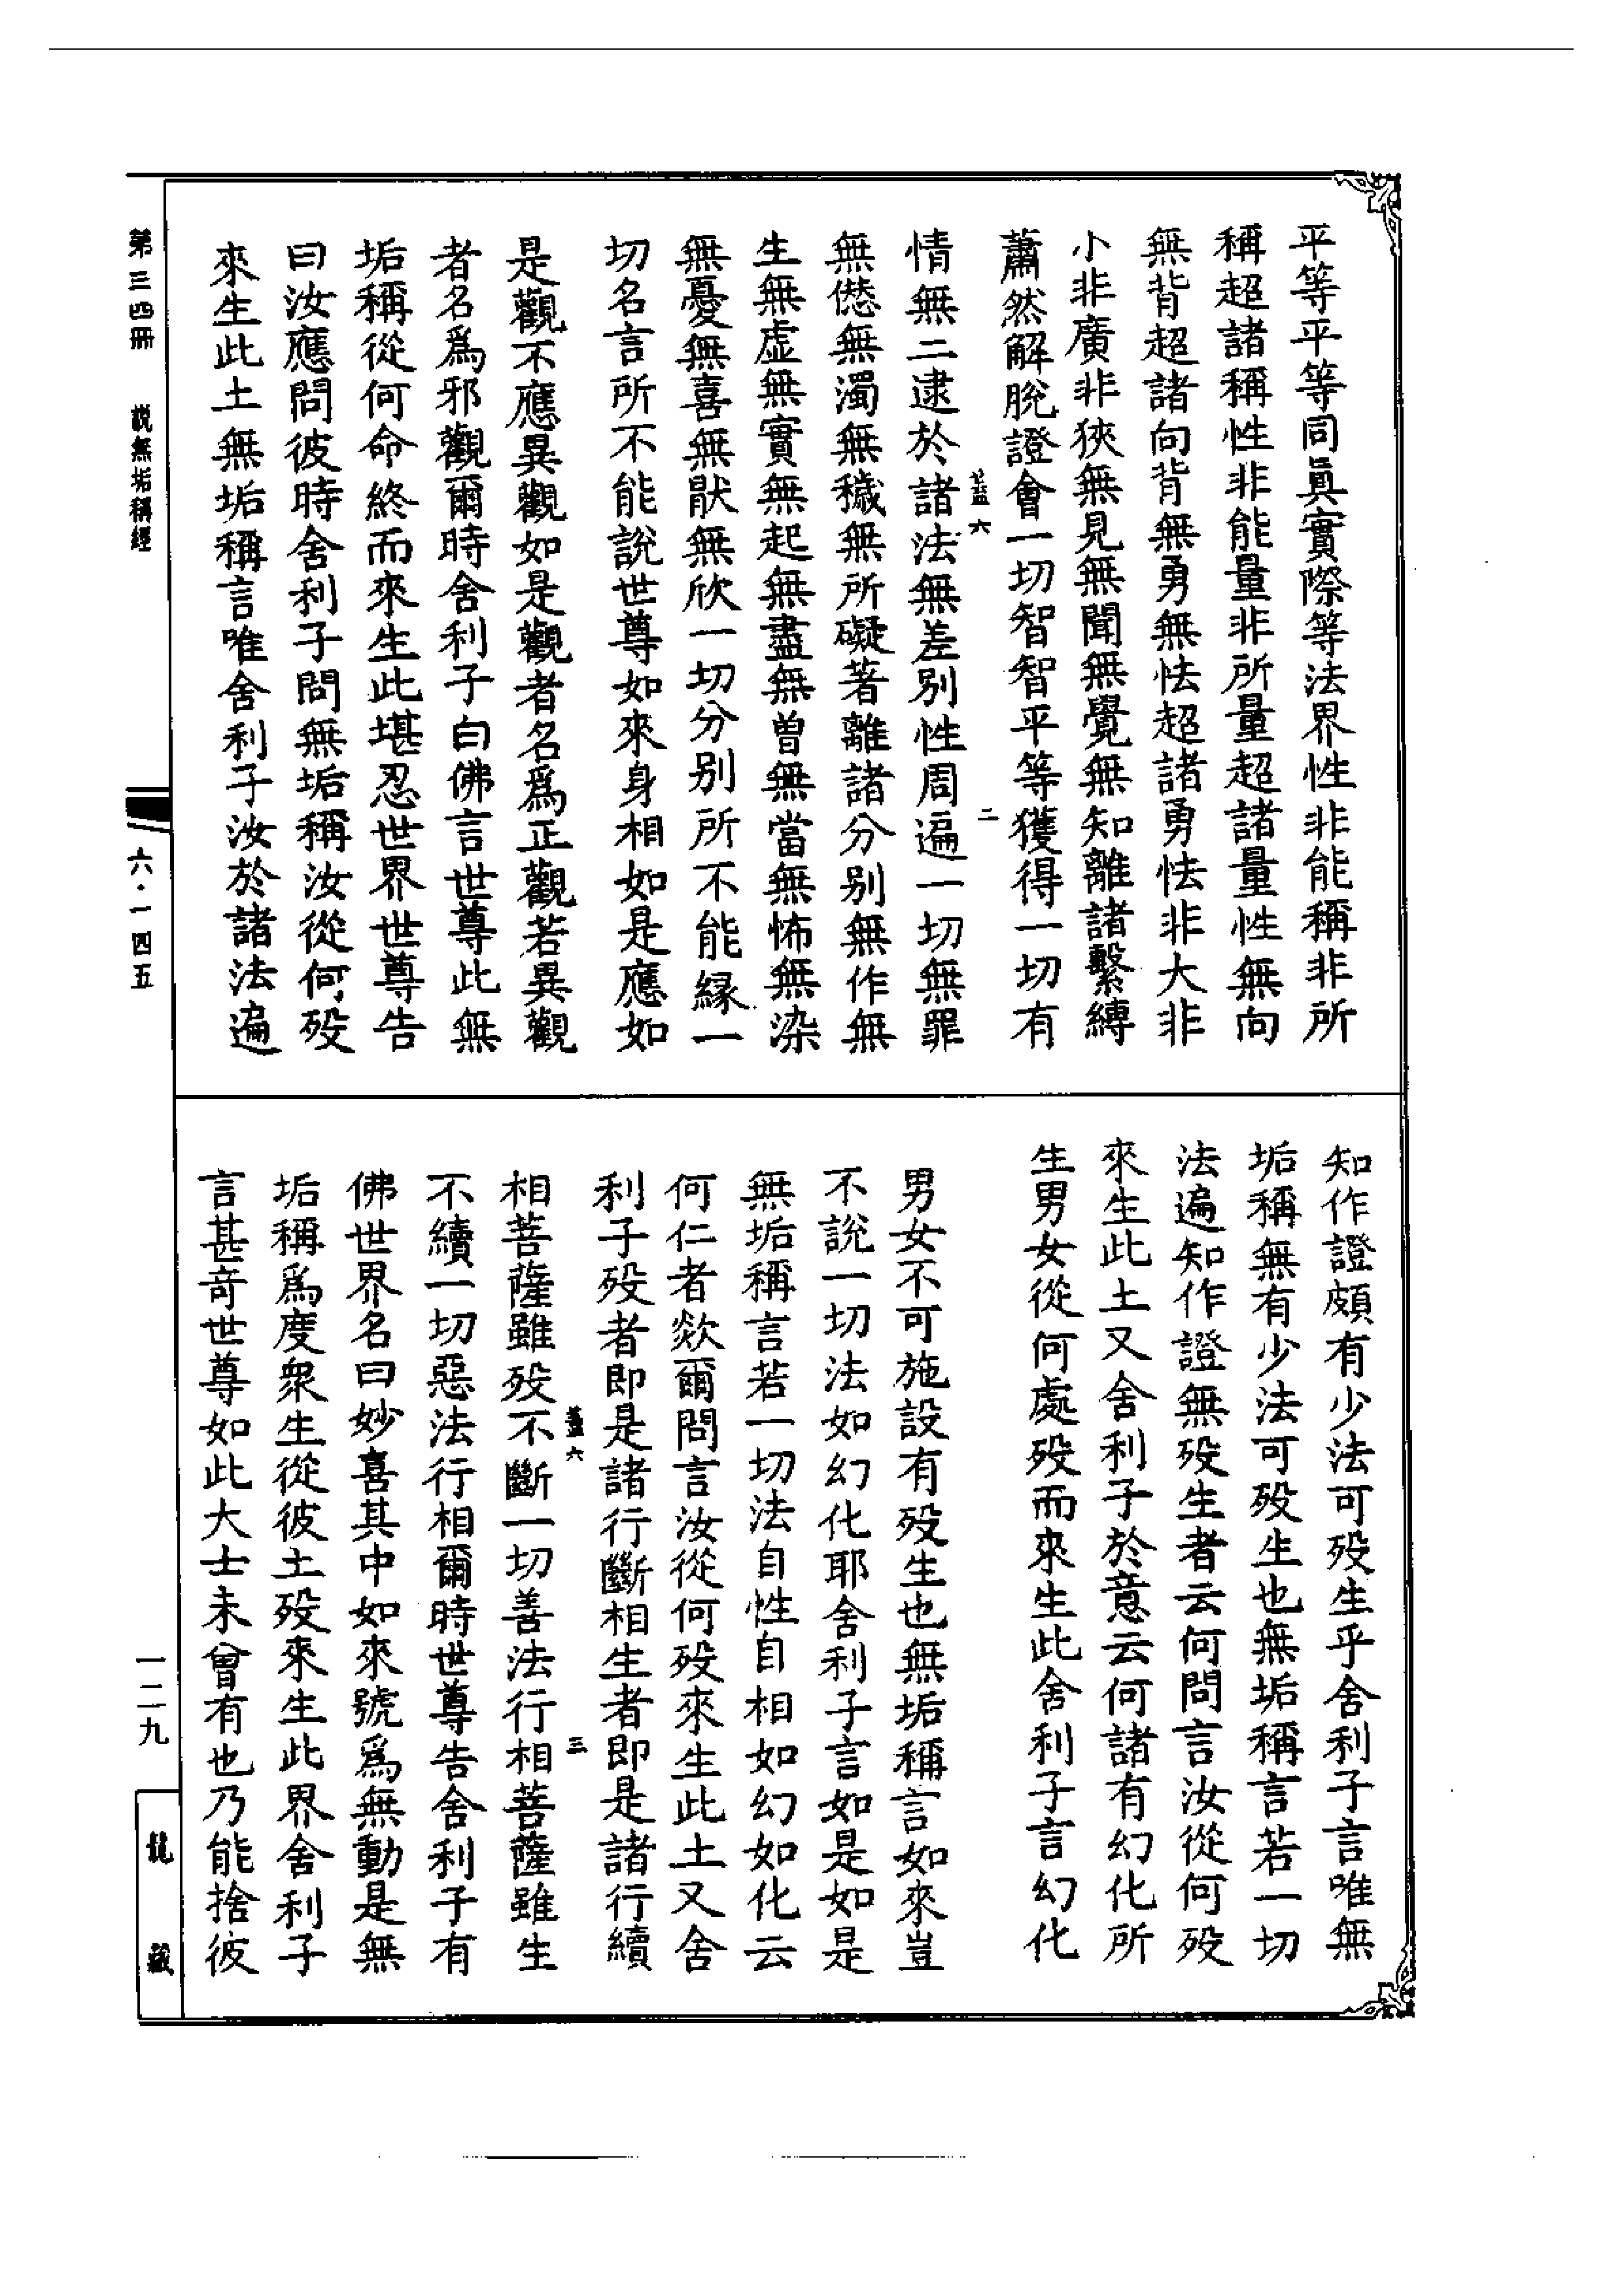 平等平等同眞實際等法界性非能稱非所
稱超諸稱性非能量非所量超諸量性無向
無背超諸向背無勇無怯超諸勇怯非大非
小非廣非狹無見無聞無覺無知離諸繫縛
蕭然解脫證會一切智智平等獲得一切有
蓋六 二
情無二逮於諸法無差別性周遍一切無罪
無愆無濁無穢無所礙著離諸分別無作無
生無虛無實無起無盡無曾無當無怖無染
無憂無喜無猒無欣一切分別所不能緣一
切名言所不能說世尊如來身相如是應如
是觀不應異觀如是觀者名爲正觀若異觀
者名爲邪觀爾時舍利子白佛言世尊此無
垢稱從何命終而來生此堪忍世界世尊告
曰汝應問彼時舍利子問無垢稱汝從何歿
來生此土無垢稱言唯舍利子汝於諸法遍
知作證頗有少法可歿生乎舍利子言唯無
垢稱無有少法可歿生也無垢稱言若一切
法遍知作證無歿生者云何問言汝從何歿
來生此土又舍利子於意云何諸有幻化所
生男女從何處歿而來生此舍利子言幻化
男女不可施設有歿生也無垢稱言如來豈
不說一切法如幻化耶舍利子言如是如是
無垢稱言若一切法自性自相如幻如化云
何仁者欻爾問言汝從何歿來生此土又舍
利子歿者即是諸行斷相生者即是諸行續
蓋六 三
相菩薩雖歿不斷一切善法行相菩薩雖生
不續一切惡法行相爾時世尊告舍利子有
佛世界名曰妙喜其中如來號爲無動是無
垢稱爲度衆生從彼土歿來生此界舍利子
言甚奇世尊如此大士未曾有也乃能捨彼
第三四冊 說無垢稱經 六·一四五
一二九
龍藏